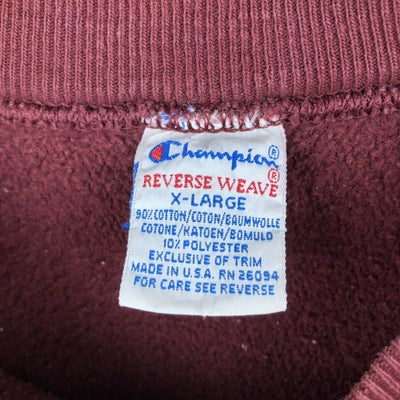 Champion®
REVERSE WEAVE®
X-LARGE
90% COTTON/COTON/BAUMWOLLE
COTONE/KATOEN/BOMULD
10% POLYESTER
EXCLUSIVE OF TRIM
MADE IN U.S.A. RN 26094
FOR CARE SEE REVERSE